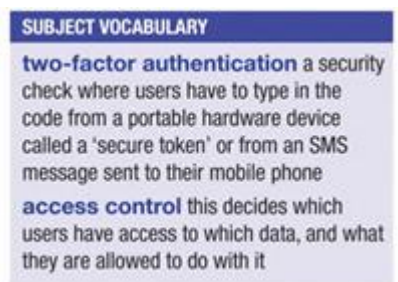 SUBJECT VOCABULARY
two-factor authentication a security
check where users have to type in the
code from a portable hardware device
called a ‘secure token’ or from an SMS
message sent to their mobile phone
access control this decides which
users have access to which data, and what
they are allowed to do with it